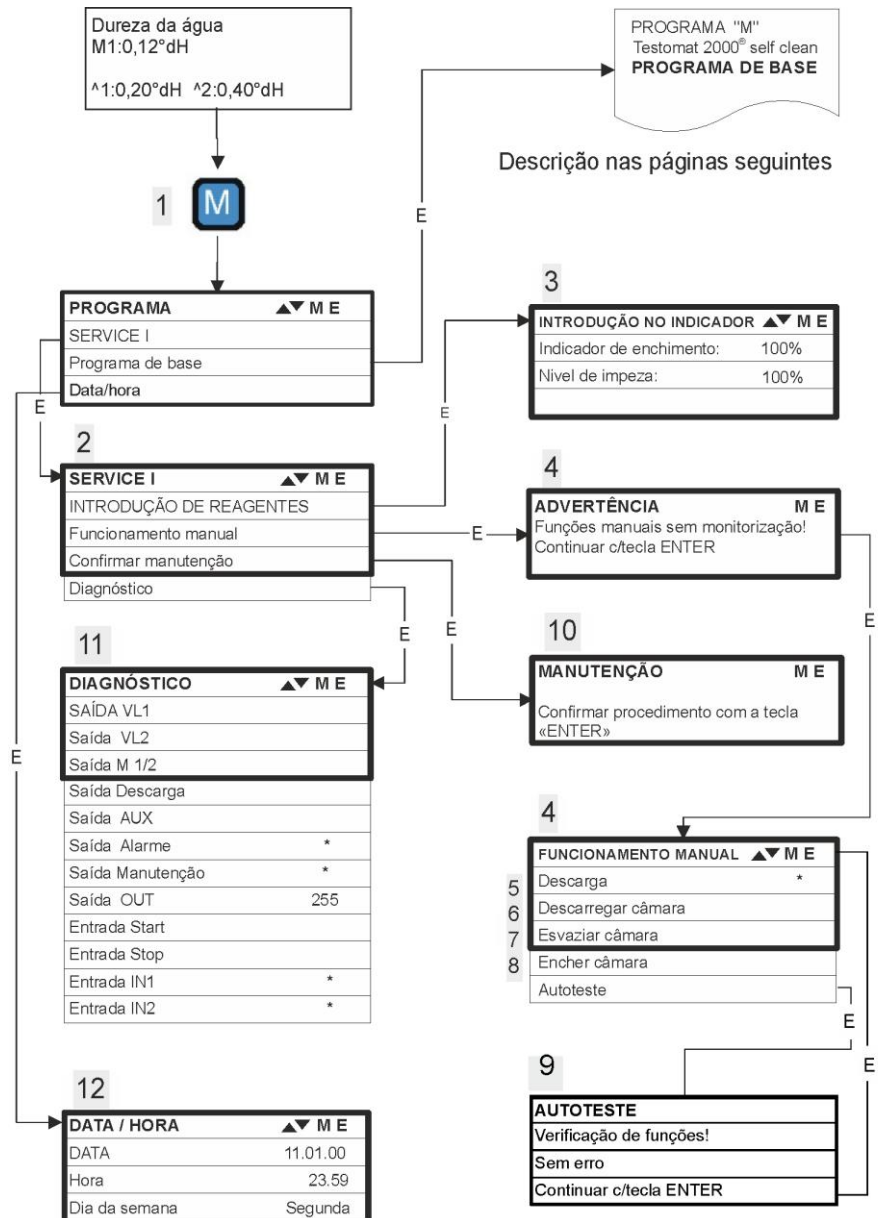 Dureza da água
M1:0,12°dH
^1:0,20°dH ^2:0,40°dH
PROGRAMA "M"
Testomat 2000® self clean
PROGRAMA DE BASE
Descrição nas páginas seguintes
1
M
E
PROGRAMA ▲▼ M E
SERVICE I
Programa de base
Data/hora
E
3
INTRODUÇÃO NO INDICADOR ▲▼ M E
Indicador de enchimento: 100%
Nivel de impeza: 100%
E
2
SERVICE I ▲▼ M E
INTRODUÇÃO DE REAGENTES
Funcionamento manual
Confirmar manutenção
Diagnóstico
E
4
ADVERTÊNCIA M E
Funções manuais sem monitorização!
Continuar c/tecla ENTER
E
E
E
10
MANUTENÇÃO M E
Confirmar procedimento com a tecla
«ENTER»
11
DIAGNÓSTICO ▲▼ M E
SAÍDA VL1
Saída VL2
Saída M 1/2
Saída Descarga
Saída AUX
Saída Alarme *
Saída Manutenção *
Saída OUT 255
Entrada Start
Entrada Stop
Entrada IN1 *
Entrada IN2 *
E
4
FUNCIONAMENTO MANUAL ▲▼ M E
5 Descarga *
6 Descarregar câmara
7 Esvaziar câmara
8 Encher câmara
Autoteste
E
E
9
AUTOTESTE
Verificação de funções!
Sem erro
Continuar c/tecla ENTER
12
DATA / HORA ▲▼ M E
DATA 11.01.00
Hora 23.59
Dia da semana Segunda